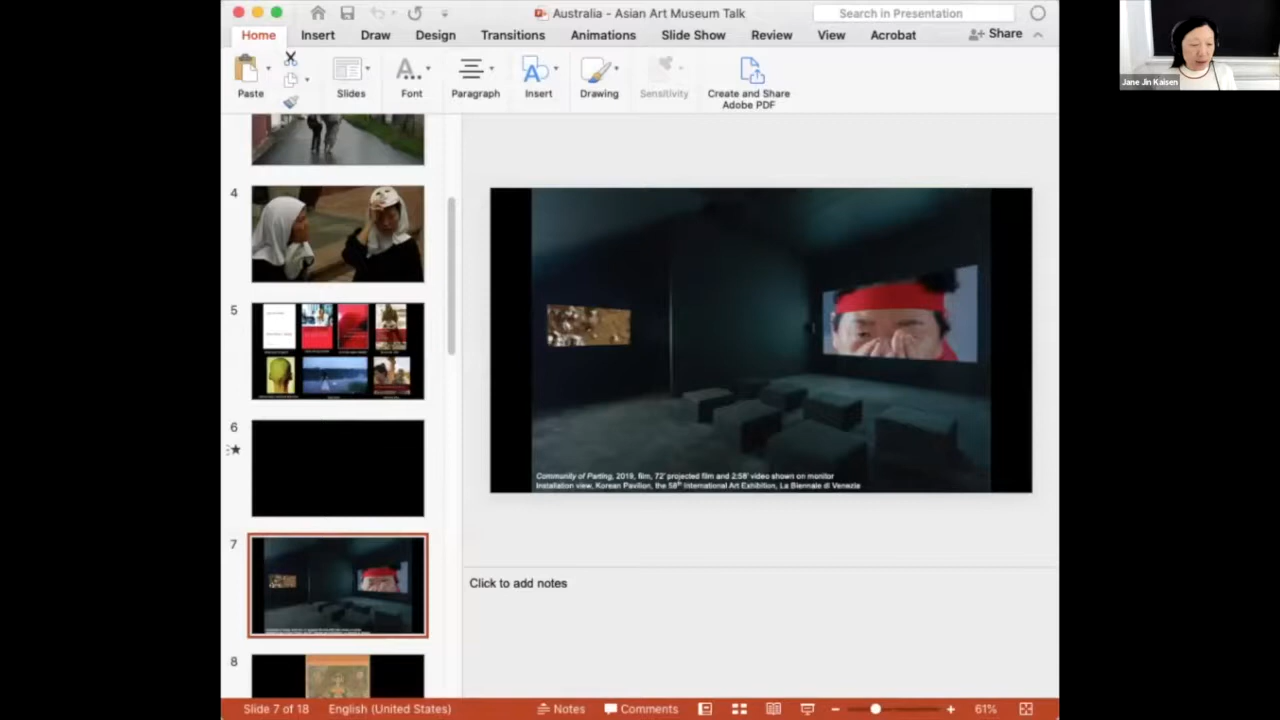 Australia - Asian Art Museum Talk
Search in Presentation
Home
Insert
Draw
Design
Transitions
Animations
Slide Show
Review
View
Acrobat
Share
Paste
Slides
Font
Paragraph
Insert
Drawing
Sensitivity
Create and Share
Adobe PDF
Jane Jin Kaisen
4
5
6
7
8
Community of Parting, 2019, film, 72' projected film and 2:58' video shown on monitor
Installation view, Korean Pavilion, the 58th International Art Exhibition, La Biennale di Venezia
Click to add notes
Slide 7 of 18
English (United States)
Notes
Comments
61%